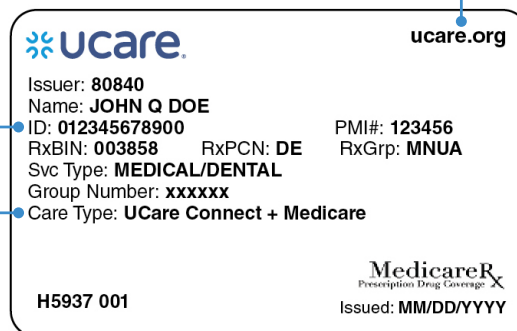 ucare.
ucare.org
Issuer: 80840
Name: JOHN Q DOE
ID: 012345678900 PMI#: 123456
RxBIN: 003858 RxPCN: DE RxGrp: MNUA
Svc Type: MEDICAL/DENTAL
Group Number: xxxxxx
Care Type: UCare Connect + Medicare
MedicareRx
Prescription Drug Coverage
H5937 001
Issued: MM/DD/YYYY